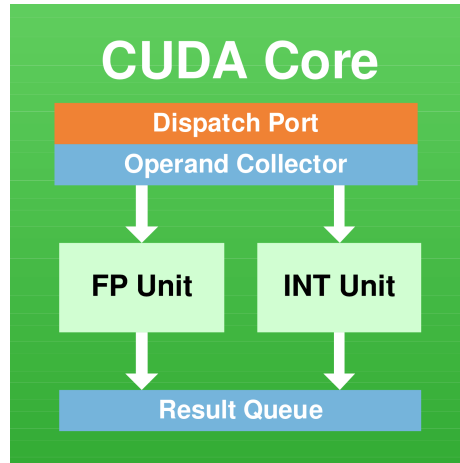 CUDA Core
Dispatch Port
Operand Collector
FP Unit
INT Unit
Result Queue